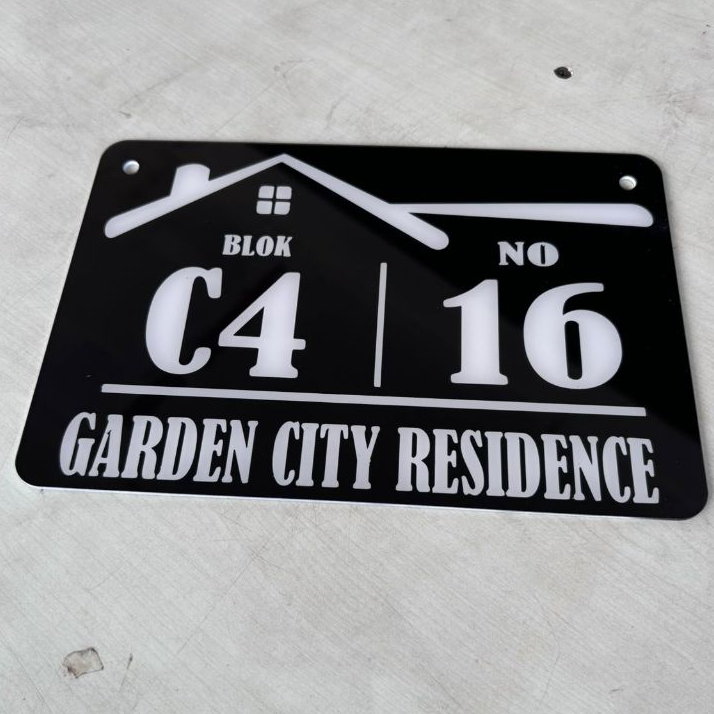 BLOK NO
C4 16
GARDEN CITY RESIDENCE